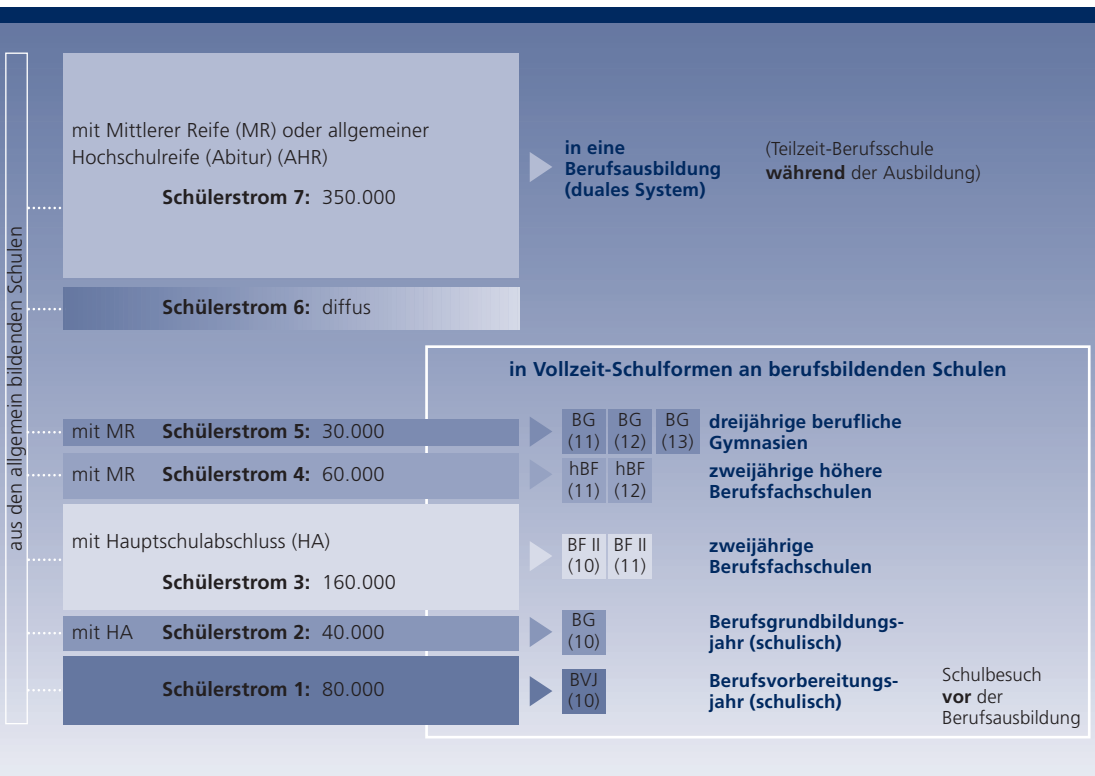 aus den allgemein bildenden Schulen
mit Mittlerer Reife (MR) oder allgemeiner
Hochschulreife (Abitur) (AHR)
Schülerstrom 7: 350.000
in eine
Berufsausbildung
(duales System)
(Teilzeit-Berufsschule
während der Ausbildung)
Schülerstrom 6: diffus
in Vollzeit-Schulformen an berufsbildenden Schulen
mit MR Schülerstrom 5: 30.000
BG BG BG
(11) (12) (13)
dreijährige berufliche
Gymnasien
mit MR Schülerstrom 4: 60.000
hBF hBF
(11) (12)
zweijährige höhere
Berufsfachschulen
mit Hauptschulabschluss (HA)
Schülerstrom 3: 160.000
BF II BF II
(10) (11)
zweijährige
Berufsfachschulen
mit HA Schülerstrom 2: 40.000
BG
(10)
Berufsgrundbildungs-
jahr (schulisch)
Schülerstrom 1: 80.000
BVJ
(10)
Berufsvorbereitungs-
jahr (schulisch)
Schulbesuch
vor der
Berufsausbildung